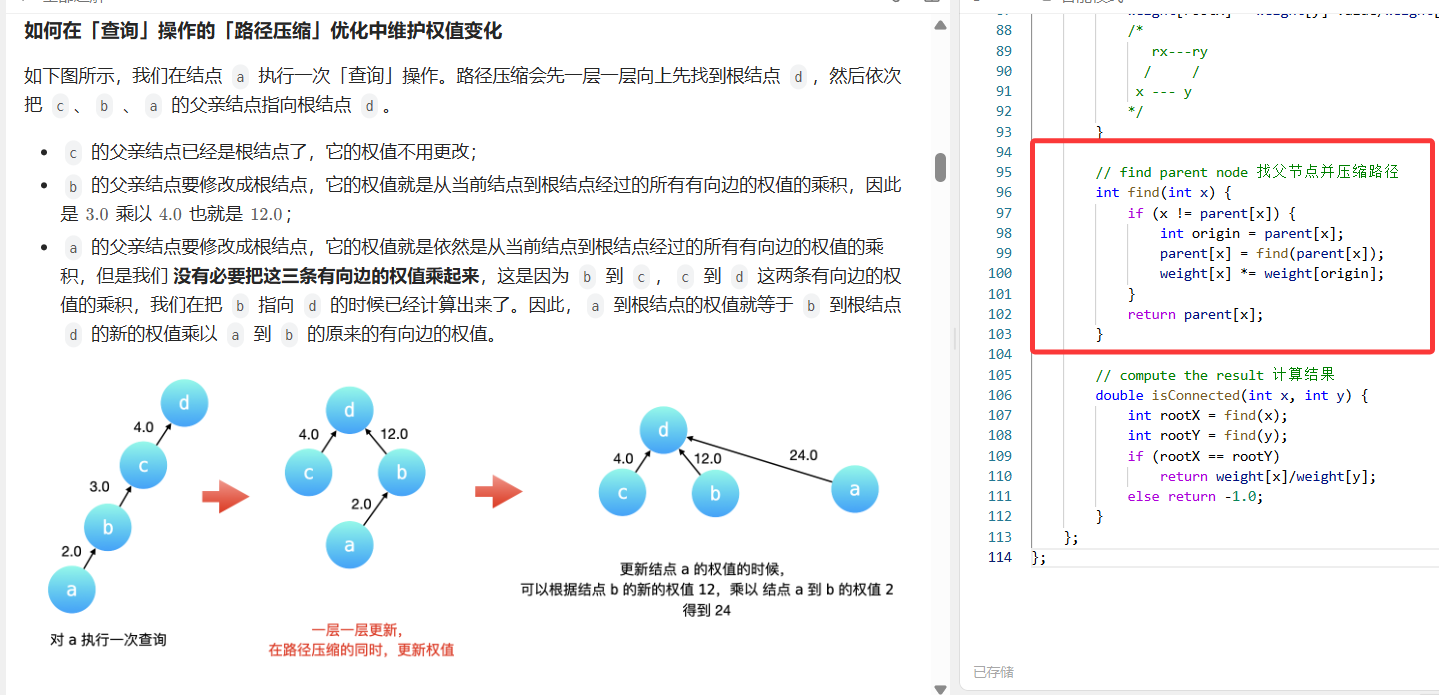 如何在「查询」操作的「路径压缩」优化中维护权值变化
如下图所示，我们在结点 a 执行一次「查询」操作。路径压缩会先一层一层向上先找到根结点 d ，然后依次
把 c 、 b 、 a 的父亲结点指向根结点 d 。
• c 的父亲结点已经是根结点了，它的权值不用更改；
• b 的父亲结点要修改成根结点，它的权值就是从当前结点到根结点经过的所有有向边的权值的乘积，因此
是 3.0 乘以 4.0 也就是 12.0；
• a 的父亲结点要修改成根结点，它的权值就是依然是从当前结点到根结点经过的所有有向边的权值的乘
积，但是我们 没有必要把这三条有向边的权值乘起来，这是因为 b 到 c ， c 到 d 这两条有向边的权
值的乘积，我们在把 b 指向 d 的时候已经计算出来了。因此， a 到根结点的权值就等于 b 到根结点
d 的新的权值乘以 a 到 b 的原来的有向边的权值。
d
4.0
c
3.0
b
2.0
a
对 a 执行一次查询
d
4.0 12.0
c b
2.0
a
一层一层更新，
在路径压缩的同时，更新权值
d
4.0 12.0 24.0
c b a
更新结点 a 的权值的时候，
可以根据结点 b 的新的权值 12，乘以 结点 a 到 b 的权值 2
得到 24
88 /*
89 rx---ry
90 / /
91 x --- y
92 */
93 }
94
95 // find parent node 找父节点并压缩路径
96 int find(int x) {
97 if (x != parent[x]) {
98 int origin = parent[x];
99 parent[x] = find(parent[x]);
100 weight[x] *= weight[origin];
101 }
102 return parent[x];
103 }
104
105 // compute the result 计算结果
106 double isConnected(int x, int y) {
107 int rootX = find(x);
108 int rootY = find(y);
109 if (rootX == rootY)
110 return weight[x]/weight[y];
111 else return -1.0;
112 }
113 };
114 };
已存储